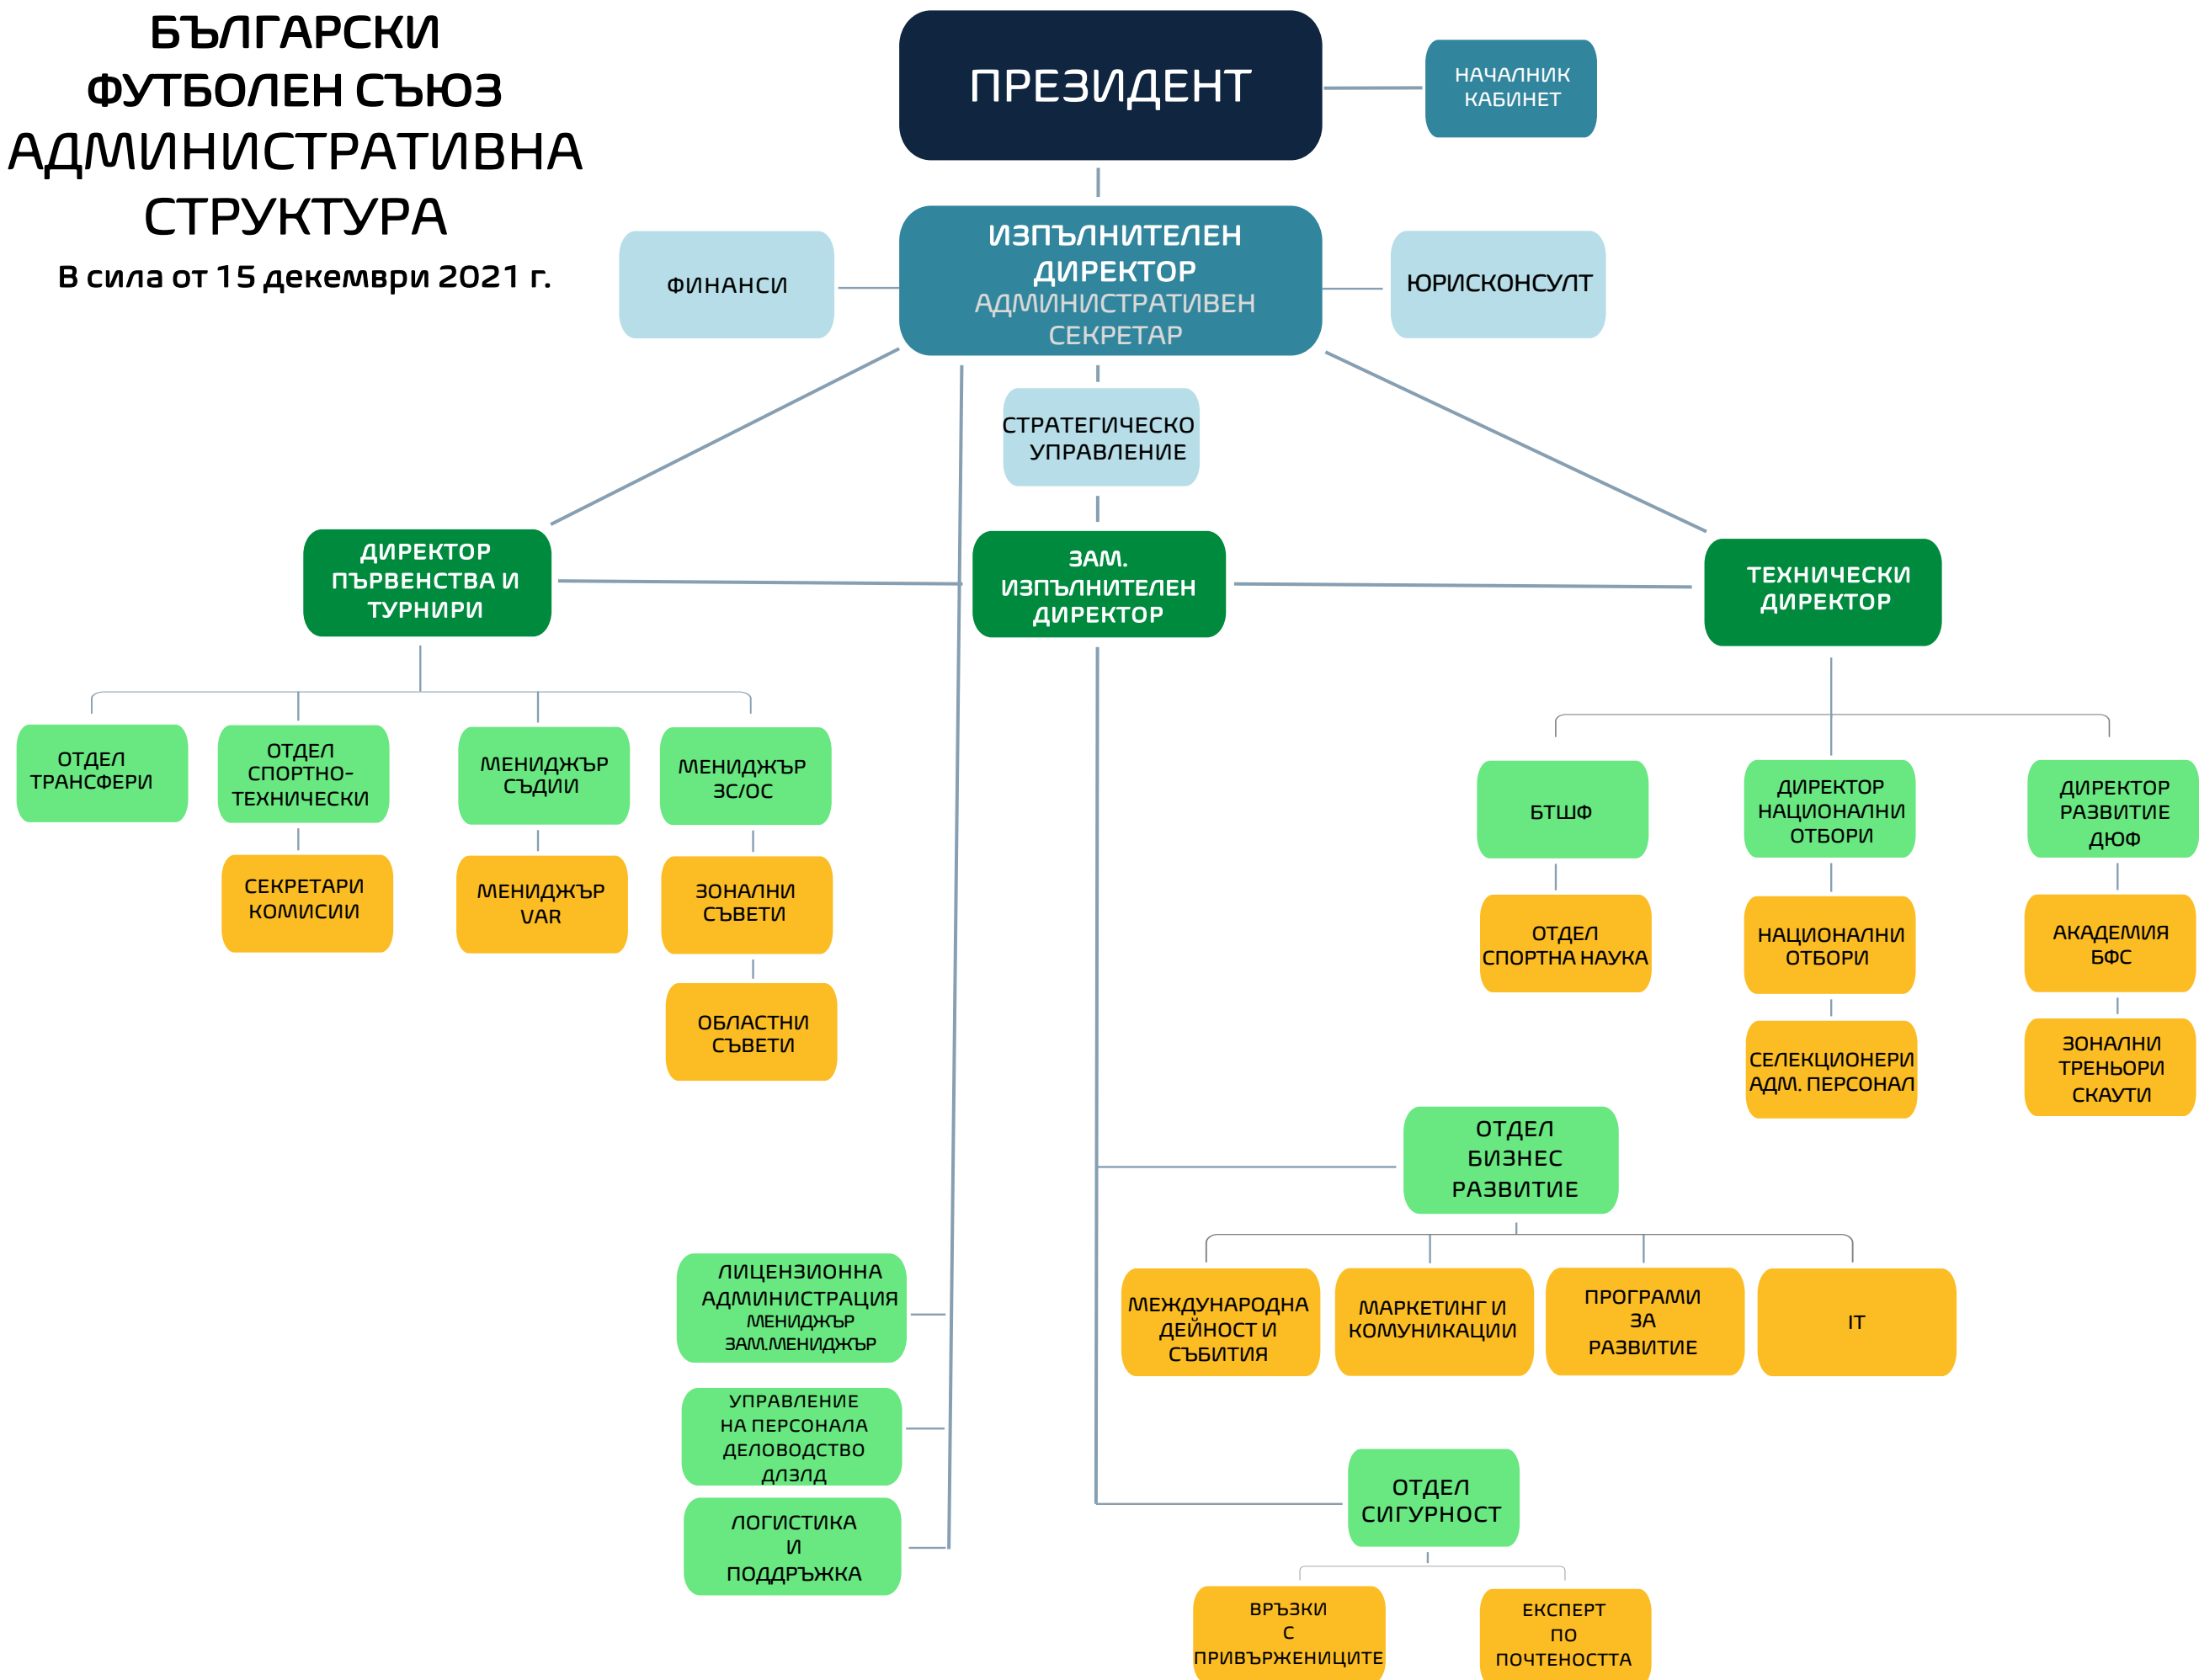 БЪЛГАРСКИ
ФУТБОЛЕН СЪЮЗ
АДМИНИСТРАТИВНА
СТРУКТУРА
В сила от 15 декември 2021 г.
ПРЕЗИДЕНТ
НАЧАЛНИК
КАБИНЕТ
ФИНАНСИ
ИЗПЪЛНИТЕЛЕН
ДИРЕКТОР
АДМИНИСТРАТИВЕН
СЕКРЕТАР
ЮРИСКОНСУЛТ
СТРАТЕГИЧЕСКО
УПРАВЛЕНИЕ
ДИРЕКТОР
ПЪРВЕНСТВА И
ТУРНИРИ
ЗАМ.
ИЗПЪЛНИТЕЛЕН
ДИРЕКТОР
ТЕХНИЧЕСКИ
ДИРЕКТОР
ОТДЕЛ
ТРАНСФЕРИ
ОТДЕЛ
СПОРТНО-
ТЕХНИЧЕСКИ
МЕНИДЖЪР
СЪДИИ
МЕНИДЖЪР
ЗС/ОС
БТШФ
ДИРЕКТОР
НАЦИОНАЛНИ
ОТБОРИ
ДИРЕКТОР
РАЗВИТИЕ
ДЮФ
СЕКРЕТАРИ
КОМИСИИ
МЕНИДЖЪР
VAR
ЗОНАЛНИ
СЪВЕТИ
ОТДЕЛ
СПОРТНА НАУКА
НАЦИОНАЛНИ
ОТБОРИ
АКАДЕМИЯ
БФС
ОБЛАСТНИ
СЪВЕТИ
СЕЛЕКЦИОНЕРИ
АДМ. ПЕРСОНАЛ
ЗОНАЛНИ
ТРЕНЬОРИ
СКАУТИ
ОТДЕЛ
БИЗНЕС
РАЗВИТИЕ
ЛИЦЕНЗИОННА
АДМИНИСТРАЦИЯ
МЕНИДЖЪР
ЗАМ.МЕНИДЖЪР
МЕЖДУНАРОДНА
ДЕЙНОСТ И
СЪБИТИЯ
МАРКЕТИНГ И
КОМУНИКАЦИИ
ПРОГРАМИ
ЗА
РАЗВИТИЕ
IT
УПРАВЛЕНИЕ
НА ПЕРСОНАЛА
ДЕЛОВОДСТВО
ДЛЗЛД
ОТДЕЛ
СИГУРНОСТ
ЛОГИСТИКА
И
ПОДДРЪЖКА
ВРЪЗКИ
С
ПРИВЪРЖЕНИЦИТЕ
ЕКСПЕРТ
ПО
ПОЧТЕНОСТТА